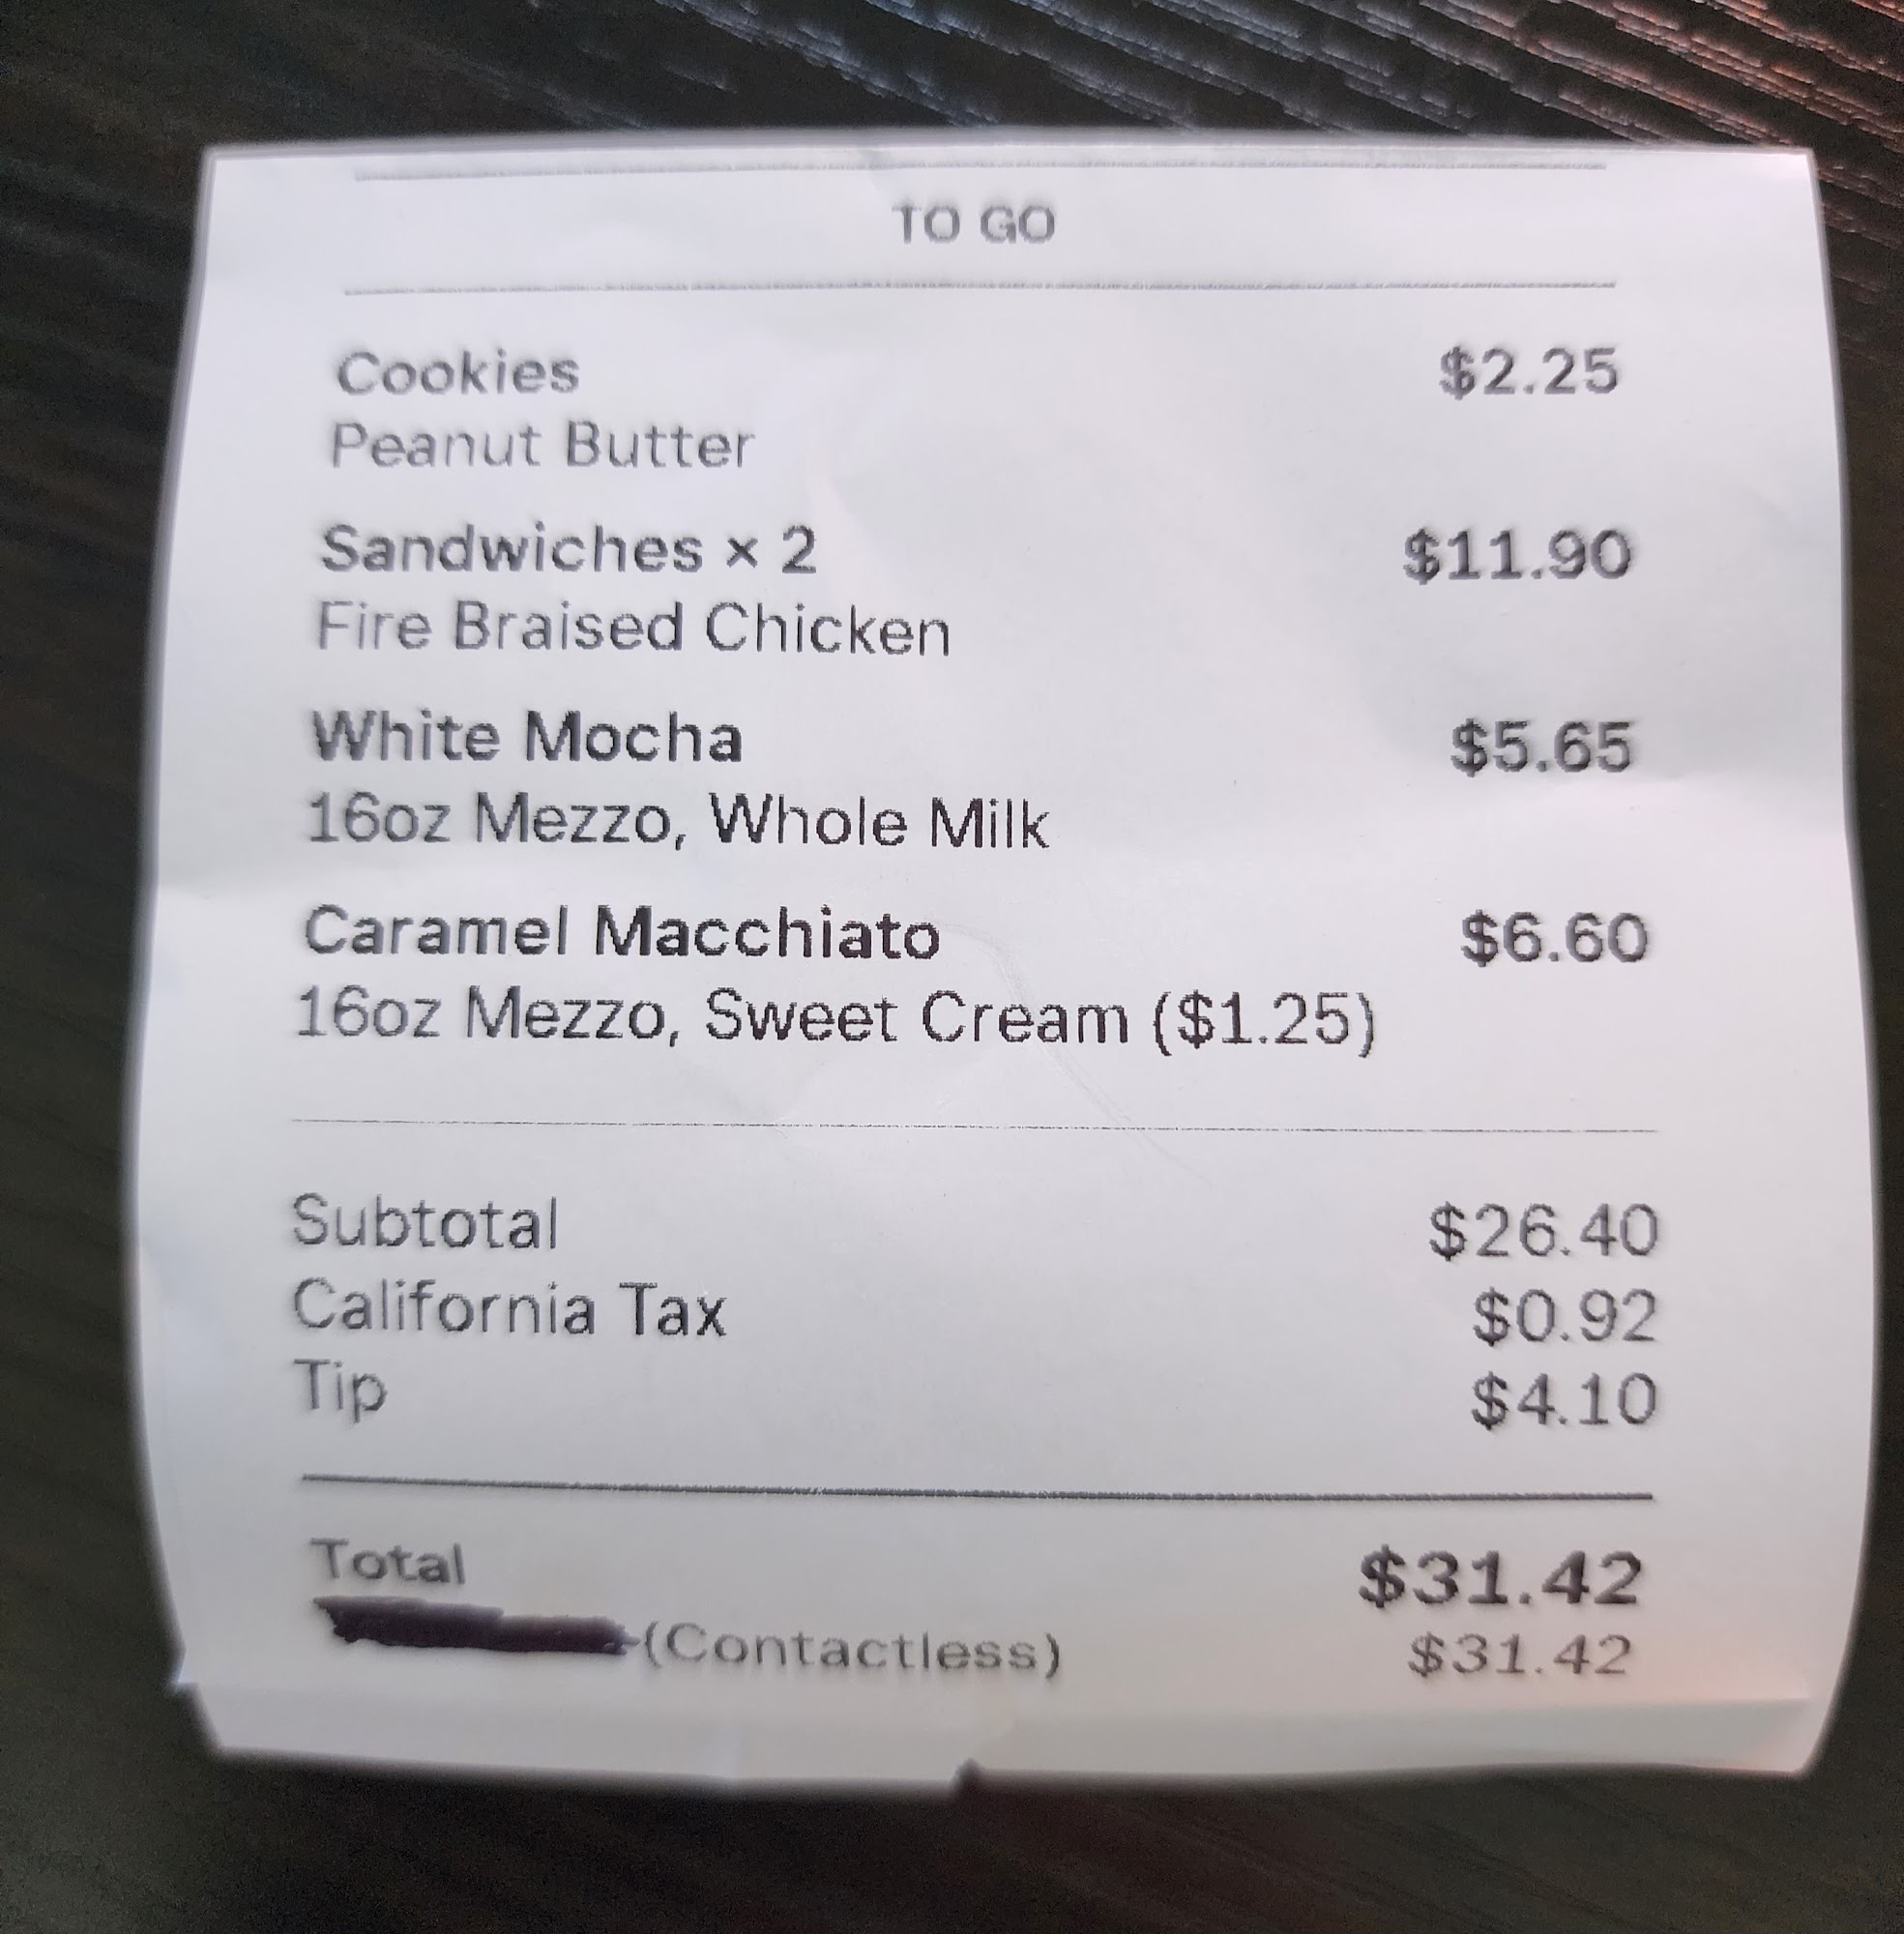 TO GO
Cookies $2.25
Peanut Butter
Sandwiches × 2 $11.90
Fire Braised Chicken
White Mocha $5.65
16oz Mezzo, Whole Milk
Caramel Macchiato $6.60
16oz Mezzo, Sweet Cream ($1.25)
Subtotal $26.40
California Tax $0.92
Tip $4.10
Total $31.42
(Contactless) $31.42